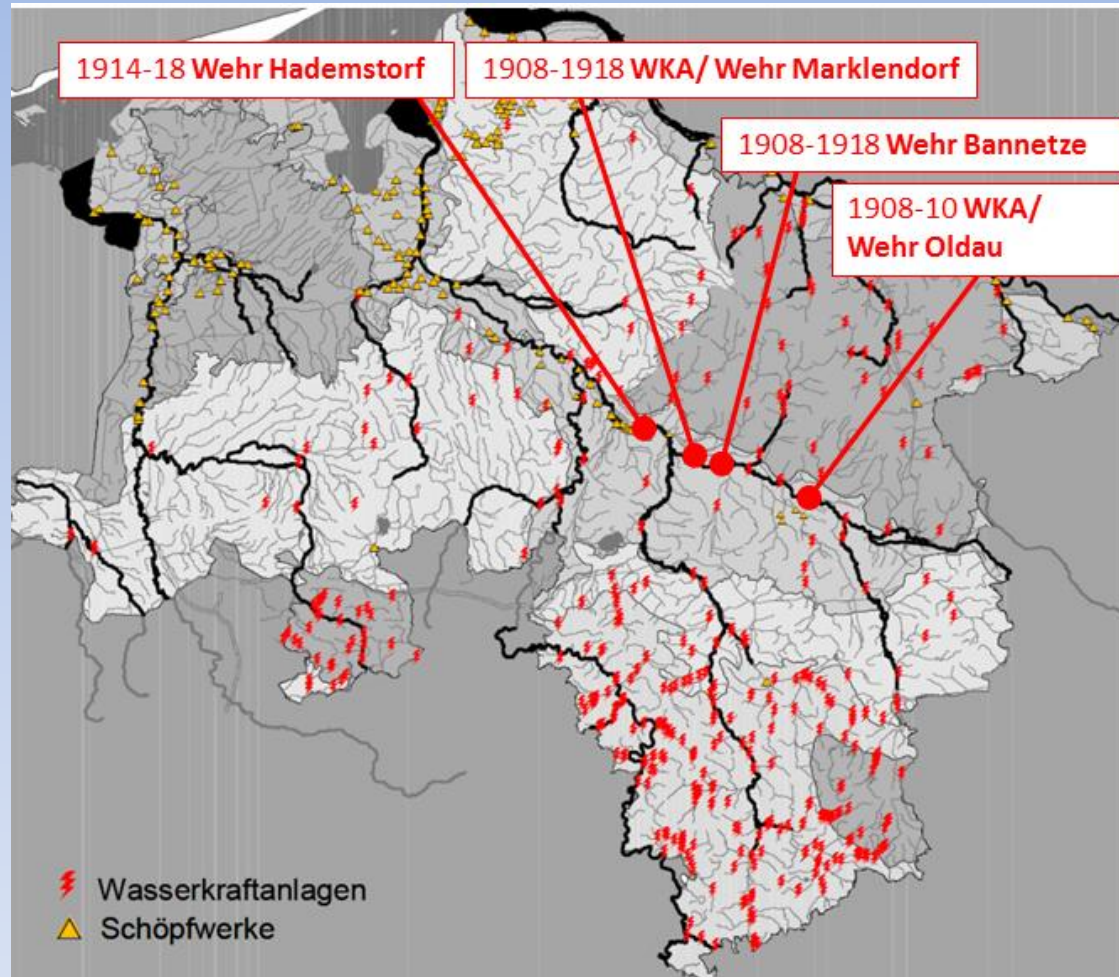 1914-18 Wehr Hademstorf
1908-1918 WKA/ Wehr Marklendorf
1908-1918 Wehr Bannetze
1908-10 WKA/
Wehr Oldau
Wasserkraftanlagen
Schöpfwerke